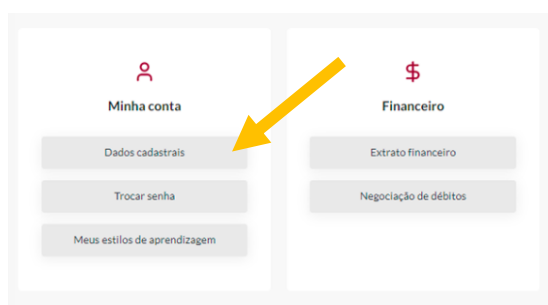 Minha conta
Dados cadastrais
Trocar senha
Meus estilos de aprendizagem
Financeiro
Extrato financeiro
Negociação de débitos